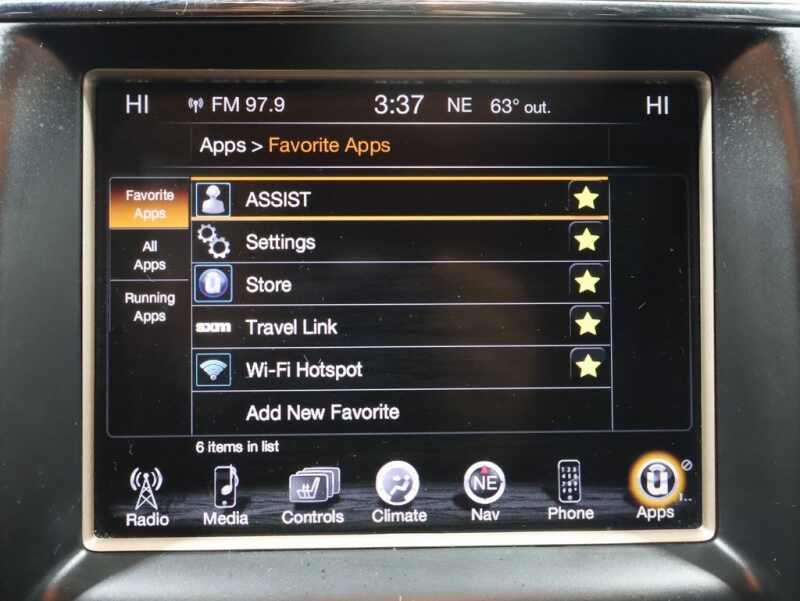 HI FM 97.9 3:37 NE 63° out. HI
Apps > Favorite Apps
Favorite
Apps
All
Apps
Running
Apps
ASSIST
Settings
Store
sxm Travel Link
Wi-Fi Hotspot
Add New Favorite
6 items in list
NE
Radio Media Controls Climate Nav Phone Apps